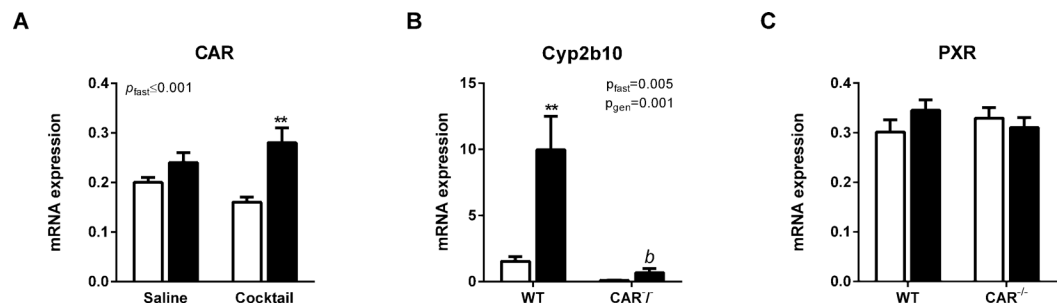 A
CAR
mRNA expression
0.4
0.3
0.2
0.1
0.0
pfast≤0.001
**
Saline
Cocktail
B
Cyp2b10
mRNA expression
15
10
5
0
pfast=0.005
pgen=0.001
**
b
WT
CAR-/-
C
PXR
mRNA expression
0.4
0.3
0.2
0.1
0.0
WT
CAR-/-